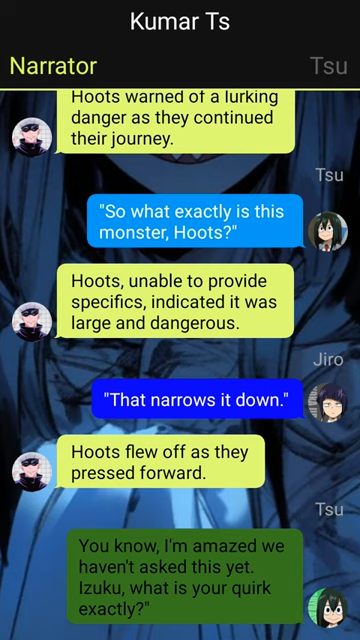 Kumar Ts
Narrator
Tsu
Hoots warned of a lurking
danger as they continued
their journey.
Tsu
"So what exactly is this
monster, Hoots?"
Hoots, unable to provide
specifics, indicated it was
large and dangerous.
Jiro
"That narrows it down."
Hoots flew off as they
pressed forward.
Tsu
You know, I'm amazed we
haven't asked this yet.
Izuku, what is your quirk
exactly?"